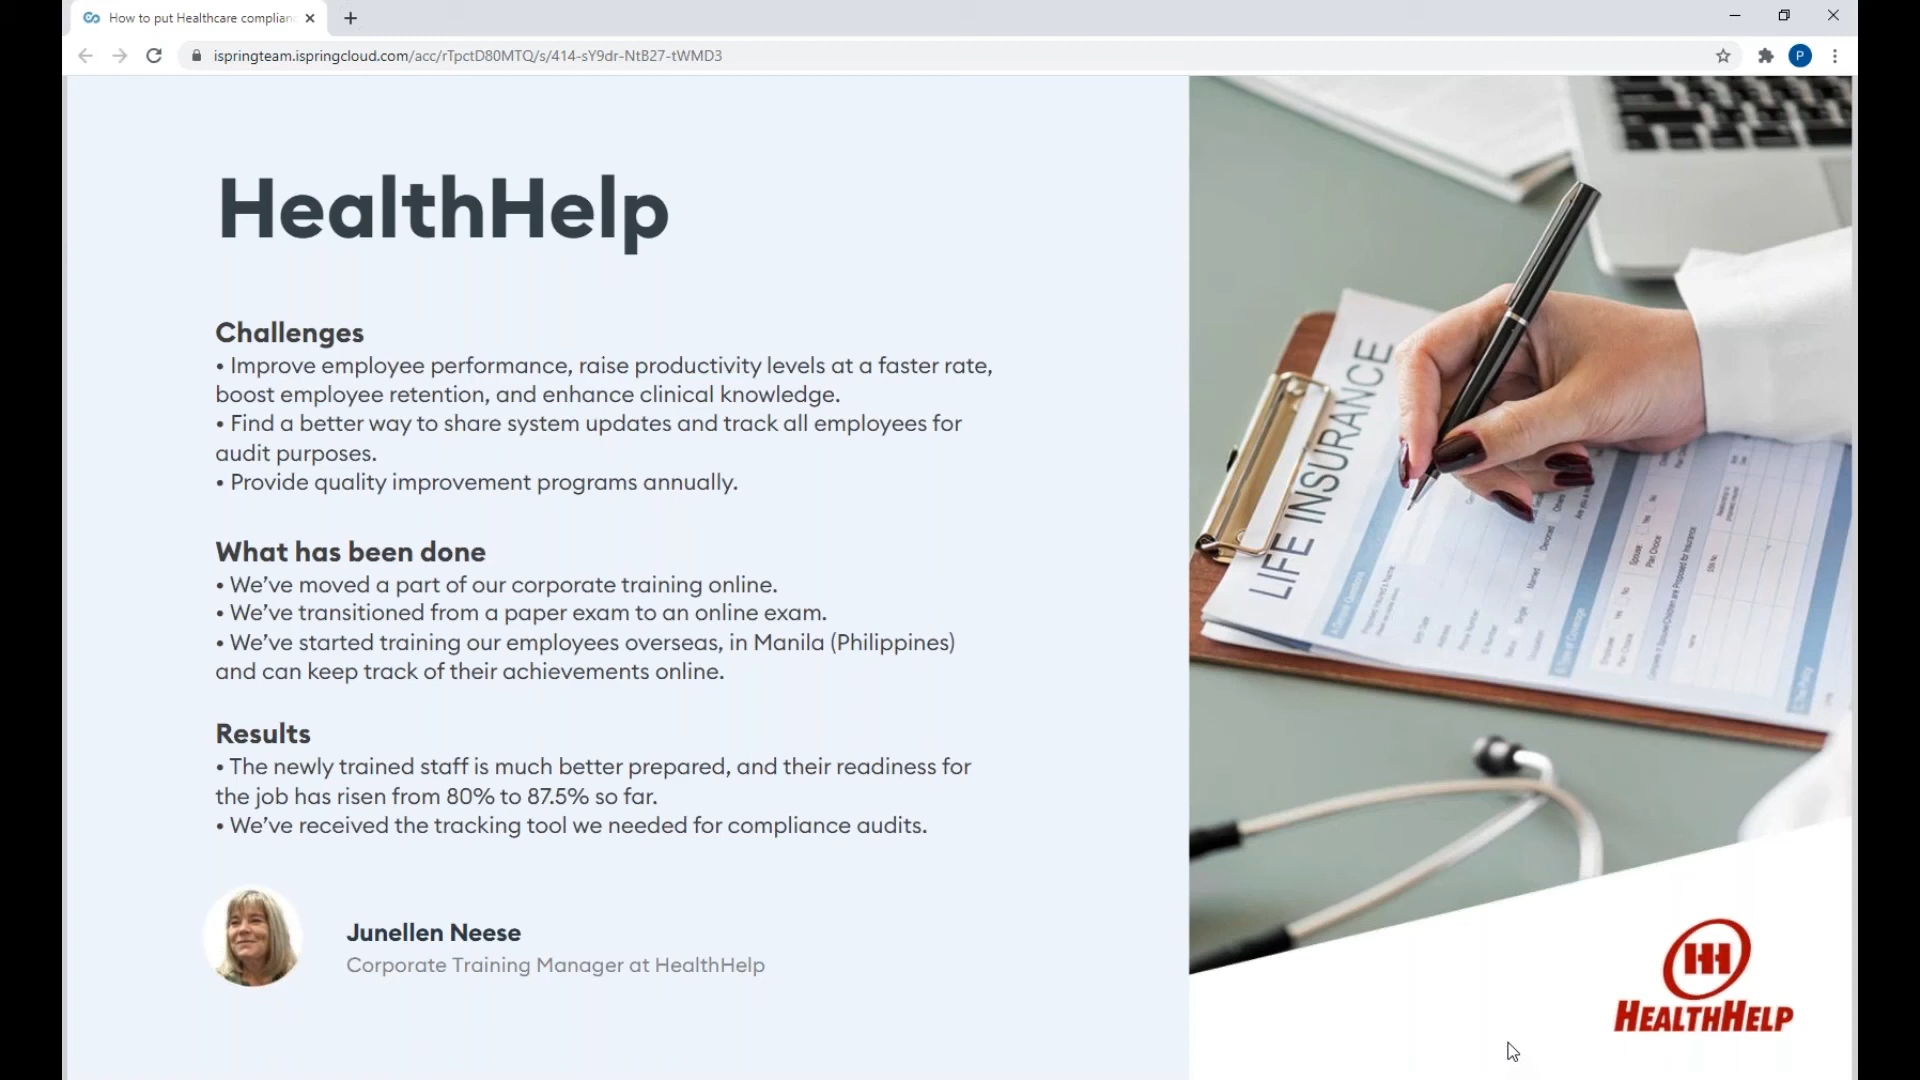 How to put Healthcare complian
ispringteam.ispringcloud.com/acc/rTpctD80MTQ/s/414-sY9dr-NtB27-tWMD3
P
HealthHelp
Challenges
• Improve employee performance, raise productivity levels at a faster rate,
boost employee retention, and enhance clinical knowledge.
• Find a better way to share system updates and track all employees for
audit purposes.
• Provide quality improvement programs annually.
What has been done
• We’ve moved a part of our corporate training online.
• We’ve transitioned from a paper exam to an online exam.
• We’ve started training our employees overseas, in Manila (Philippines)
and can keep track of their achievements online.
Results
• The newly trained staff is much better prepared, and their readiness for
the job has risen from 80% to 87.5% so far.
• We’ve received the tracking tool we needed for compliance audits.
Junellen Neese
Corporate Training Manager at HealthHelp
LIFE INSURANCE
HEALTHHELP